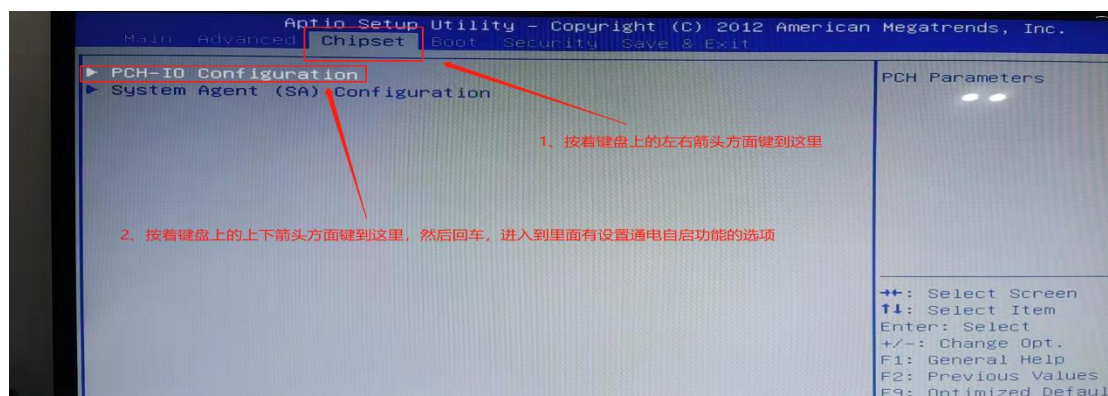 Aptio Setup Utility – Copyright (C) 2012 American Megatrends, Inc.
Main Advanced Chipset Boot Security Save & Exit
► PCH-IO Configuration
► System Agent (SA) Configuration
PCH Parameters
1、按着键盘上的左右箭头方面键到这里
2、按着键盘上的上下箭头方面键到这里，然后回车，进入到里面有设置通电自启功能的选项
→←: Select Screen
↑↓: Select Item
Enter: Select
+/-: Change Opt.
F1: General Help
F2: Previous Values
F9: Optimized Defaul